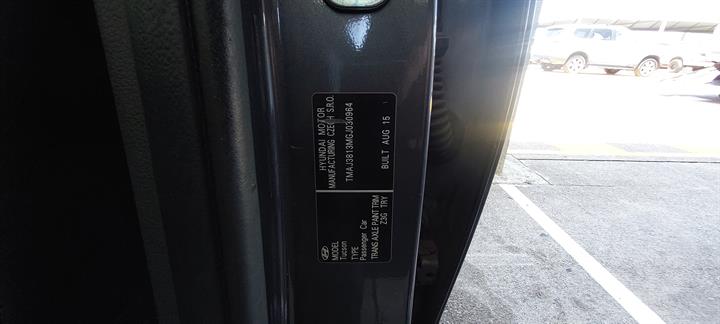 HYUNDAI MOTOR
MANUFACTURING CZECH S.R.O.
TMAJ3813MGJ030964
BUILT AUG 15
MODEL
Tucson
TYPE
Passenger Car
TRANS AXLE PAINT TRIM
Z3G TRY